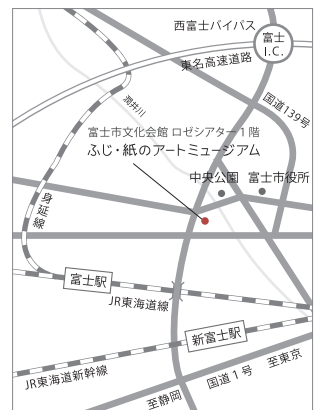 西富士バイパス
富士
I.C.
東名高速道路
国道139号
潤井川
富士市文化会館 ロゼシアター1階
ふじ・紙のアートミュージアム
中央公園
富士市役所
身延線
富士駅
JR東海道線
新富士駅
JR東海道新幹線
至静岡
国道1号
至東京